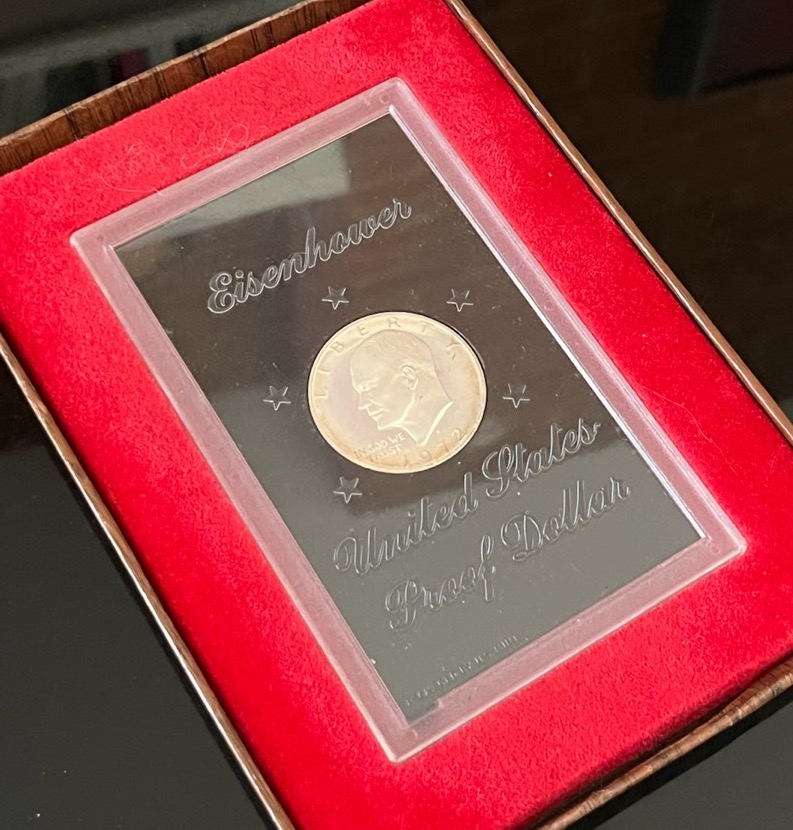 Eisenhower
LIBERTY
IN GOD WE
TRUST
1972
United States
Proof Dollar